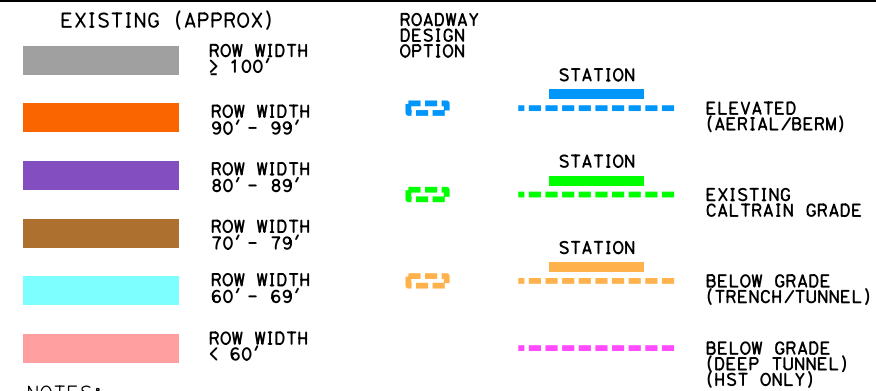 EXISTING (APPROX)
ROW WIDTH
≥ 100'
ROW WIDTH
90' - 99'
ROW WIDTH
80' - 89'
ROW WIDTH
70' - 79'
ROW WIDTH
60' - 69'
ROW WIDTH
< 60'
NOTES:
ROADWAY
DESIGN
OPTION
STATION
ELEVATED
(AERIAL/BERM)
STATION
EXISTING
CALTRAIN GRADE
STATION
BELOW GRADE
(TRENCH/TUNNEL)
BELOW GRADE
(DEEP TUNNEL)
(HST ONLY)